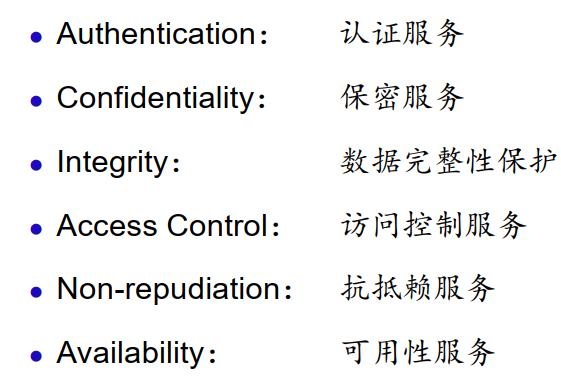 • Authentication： 认证服务
• Confidentiality： 保密服务
• Integrity： 数据完整性保护
• Access Control： 访问控制服务
• Non-repudiation： 抗抵赖服务
• Availability： 可用性服务